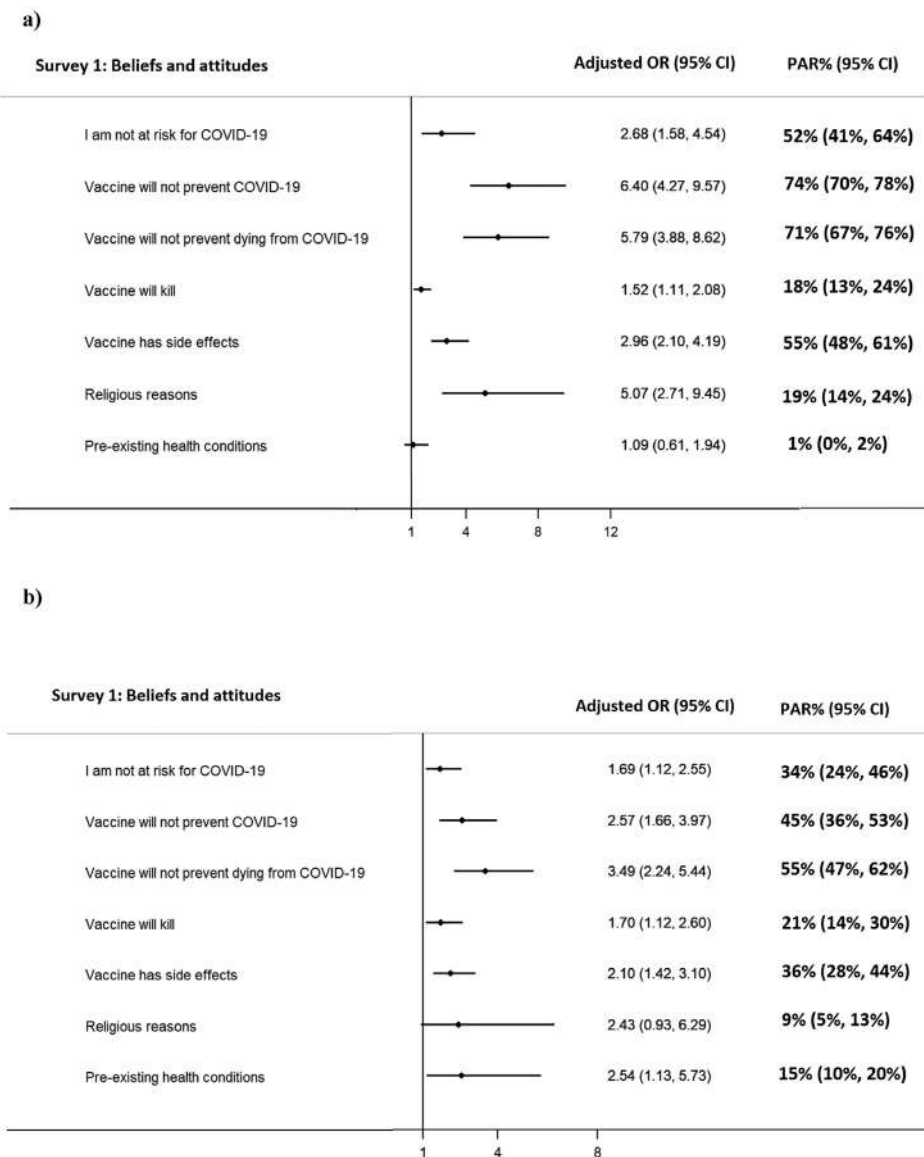 a)
Survey 1: Beliefs and attitudes Adjusted OR (95% CI) PAR% (95% CI)
I am not at risk for COVID-19 2.68 (1.58, 4.54) 52% (41%, 64%)
Vaccine will not prevent COVID-19 6.40 (4.27, 9.57) 74% (70%, 78%)
Vaccine will not prevent dying from COVID-19 5.79 (3.88, 8.62) 71% (67%, 76%)
Vaccine will kill 1.52 (1.11, 2.08) 18% (13%, 24%)
Vaccine has side effects 2.96 (2.10, 4.19) 55% (48%, 61%)
Religious reasons 5.07 (2.71, 9.45) 19% (14%, 24%)
Pre-existing health conditions 1.09 (0.61, 1.94) 1% (0%, 2%)
1 4 8 12
b)
Survey 1: Beliefs and attitudes Adjusted OR (95% CI) PAR% (95% CI)
I am not at risk for COVID-19 1.69 (1.12, 2.55) 34% (24%, 46%)
Vaccine will not prevent COVID-19 2.57 (1.66, 3.97) 45% (36%, 53%)
Vaccine will not prevent dying from COVID-19 3.49 (2.24, 5.44) 55% (47%, 62%)
Vaccine will kill 1.70 (1.12, 2.60) 21% (14%, 30%)
Vaccine has side effects 2.10 (1.42, 3.10) 36% (28%, 44%)
Religious reasons 2.43 (0.93, 6.29) 9% (5%, 13%)
Pre-existing health conditions 2.54 (1.13, 5.73) 15% (10%, 20%)
1 4 8